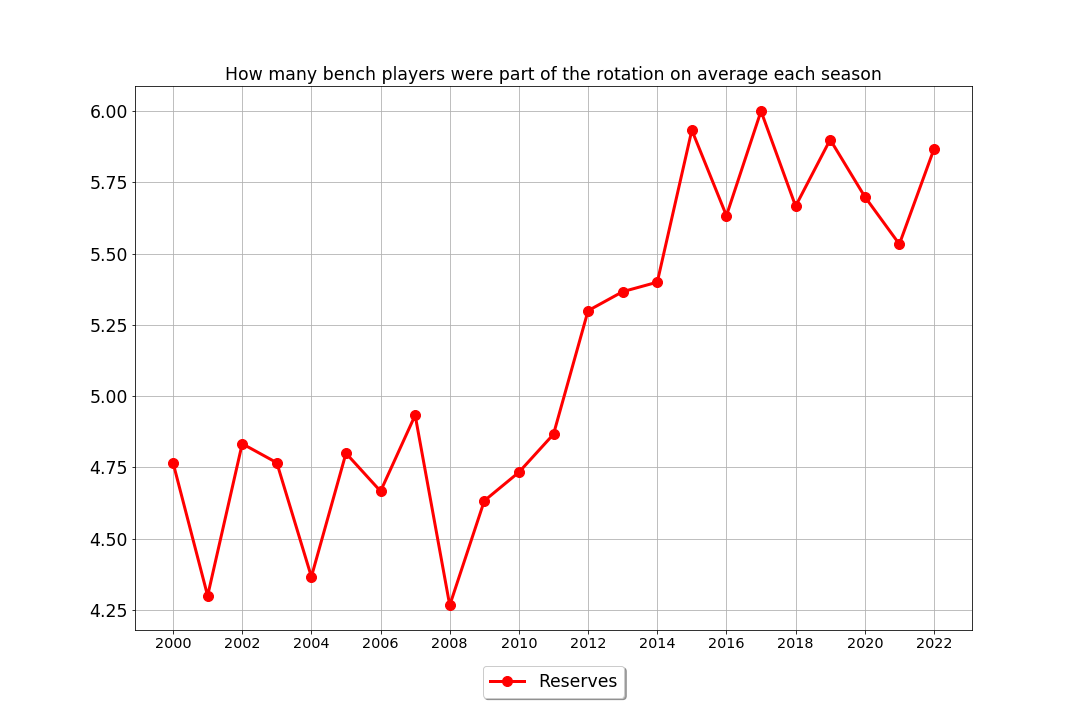 How many bench players were part of the rotation on average each season
6.00
5.75
5.50
5.25
5.00
4.75
4.50
4.25
2000 2002 2004 2006 2008 2010 2012 2014 2016 2018 2020 2022
Reserves